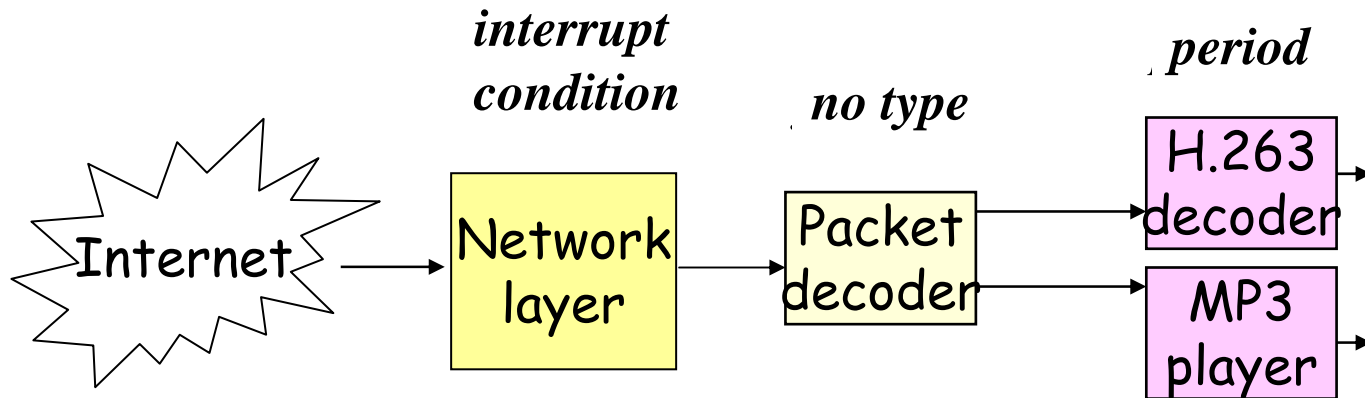 interrupt
condition
no type
period
Internet
Network
layer
Packet
decoder
H.263
decoder
MP3
player